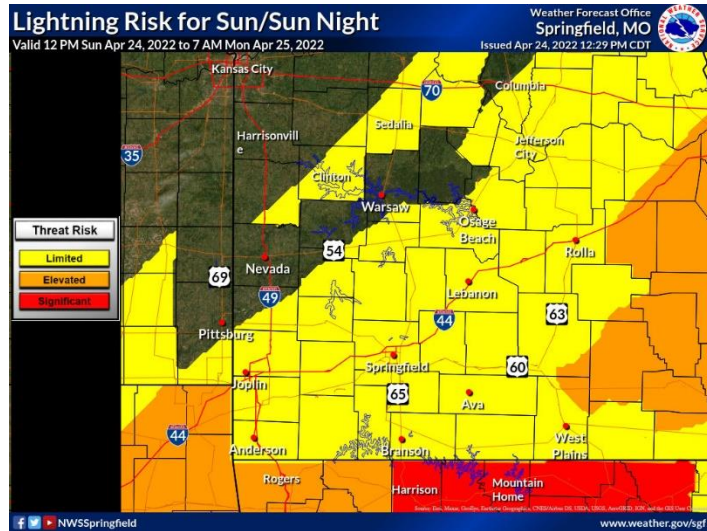 Lightning Risk for Sun/Sun Night
Valid 12 PM Sun Apr 24, 2022 to 7 AM Mon Apr 25, 2022
Weather Forecast Office
Springfield, MO
Issued Apr 24, 2022 12:29 PM CDT
Kansas City
70
Columbia
Harrisonvill
e
Sedalia
Jefferson
City
35
Clinton
Warsaw
Osage
Beach
Threat Risk
Limited
Elevated
Significant
54
Rolla
69
Nevada
49
Lebanon
63
Pittsburg
44
Springfield
60
Joplin
65
Ava
44
Anderson
Branson
West
Plains
Rogers
Harrison
Mountain
Home
NWSSpringfield
www.weather.gov/sgf